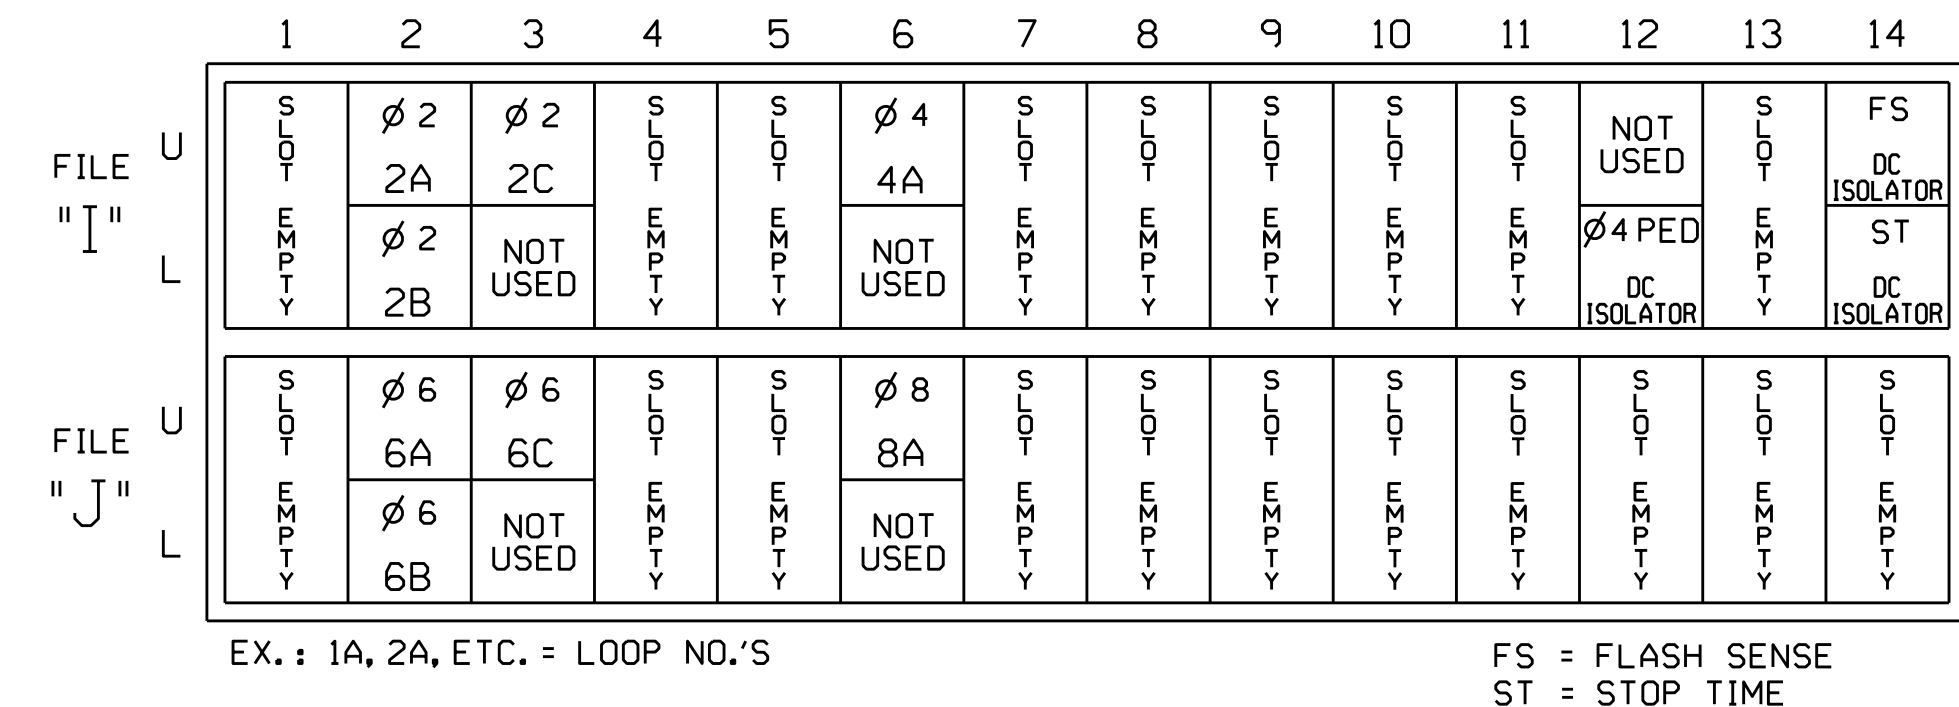 1 2 3 4 5 6 7 8 9 10 11 12 13 14
FILE "I"
U
L
SLOT EMPTY
Ø 2
2A
Ø 2
2B
Ø 2
2C
NOT
USED
SLOT EMPTY
SLOT EMPTY
Ø 4
4A
NOT
USED
SLOT EMPTY
SLOT EMPTY
SLOT EMPTY
SLOT EMPTY
SLOT EMPTY
NOT
USED
Ø 4 PED
DC
ISOLATOR
SLOT EMPTY
FS
DC
ISOLATOR
ST
DC
ISOLATOR
FILE "J"
U
L
SLOT EMPTY
Ø 6
6A
Ø 6
6B
Ø 6
6C
NOT
USED
SLOT EMPTY
SLOT EMPTY
Ø 8
8A
NOT
USED
SLOT EMPTY
SLOT EMPTY
SLOT EMPTY
SLOT EMPTY
SLOT EMPTY
SLOT EMPTY
SLOT EMPTY
SLOT EMPTY
EX.: 1A, 2A, ETC. = LOOP NO.'S
FS = FLASH SENSE
ST = STOP TIME